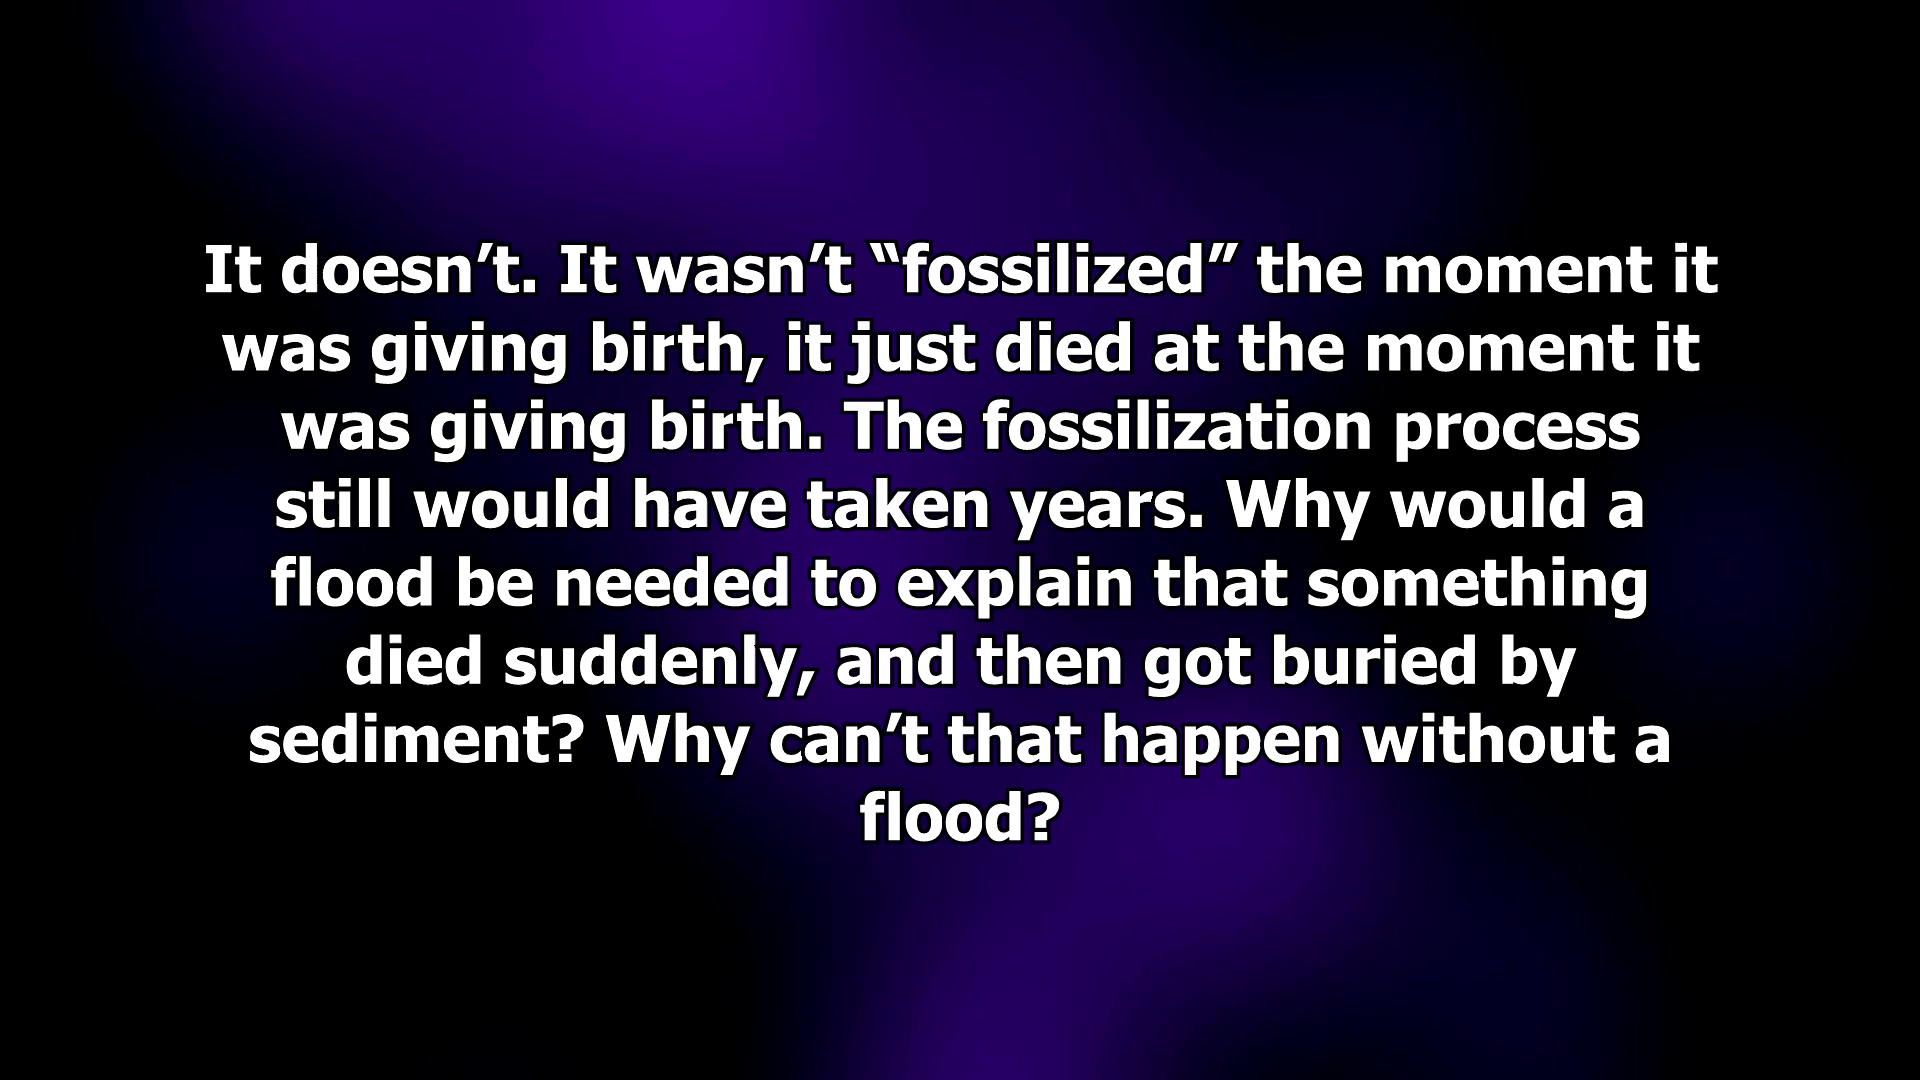 It doesn’t. It wasn’t “fossilized” the moment it
was giving birth, it just died at the moment it
was giving birth. The fossilization process
still would have taken years. Why would a
flood be needed to explain that something
died suddenly, and then got buried by
sediment? Why can’t that happen without a
flood?